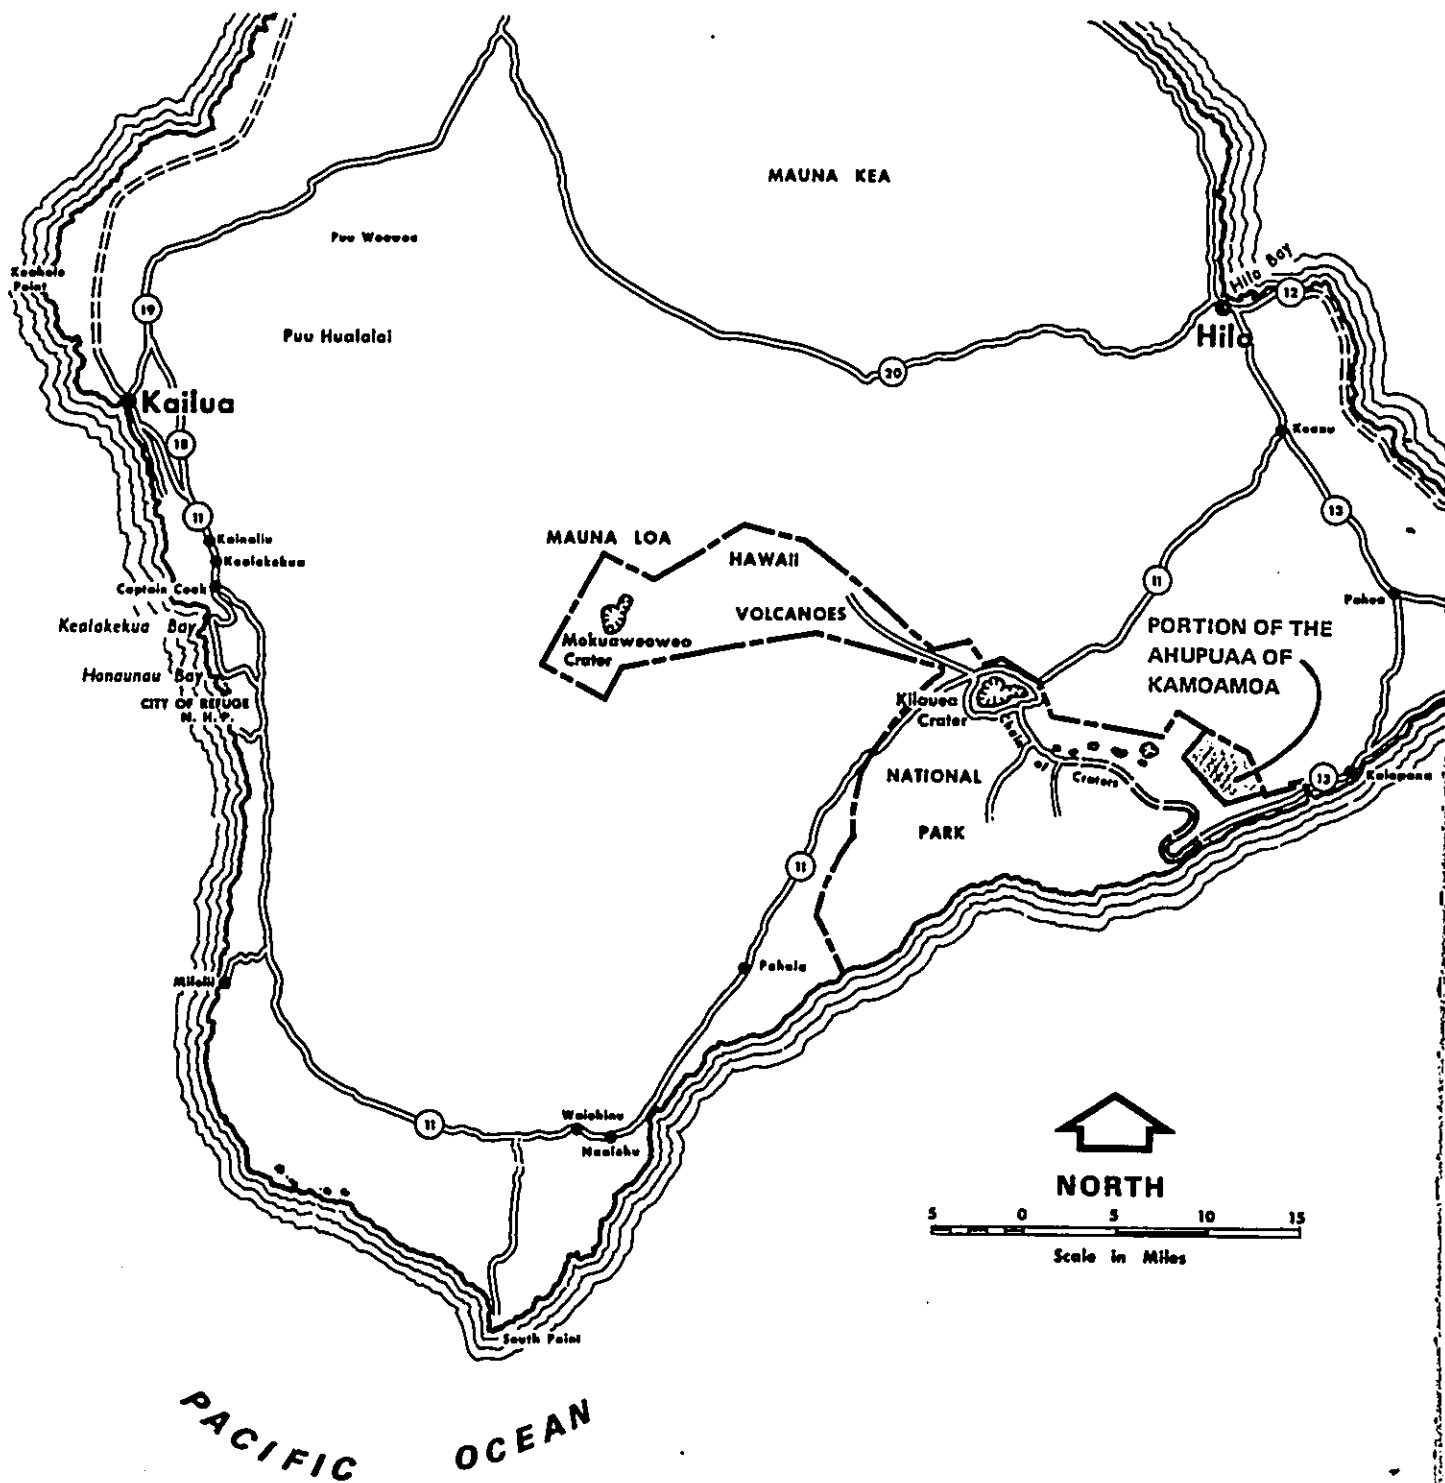 MAUNA KEA
Puu Waawaa
Keahole
Point
Hilo Bay
19
12
Puu Hualalai
Hilo
20
Kailua
18
Keaau
11
13
Kainaliu
MAUNA LOA
HAWAII
Kealakekua
11
Captain Cook
Pahoa
VOLCANOES
Kealakekua Bay
PORTION OF THE
AHUPUAA OF
KAMOAMOA
Mokuaweoweo
Crater
Honaunau Bay
CITY OF REFUGE
N. H. P.
Kilauea
Crater
Chain
of
Craters
NATIONAL
13
Kalapana
PARK
11
Pahala
Milolii
11
Waiohinu
Naalehu
NORTH
5 0 5 10 15
Scale in Miles
South Point
PACIFIC OCEAN